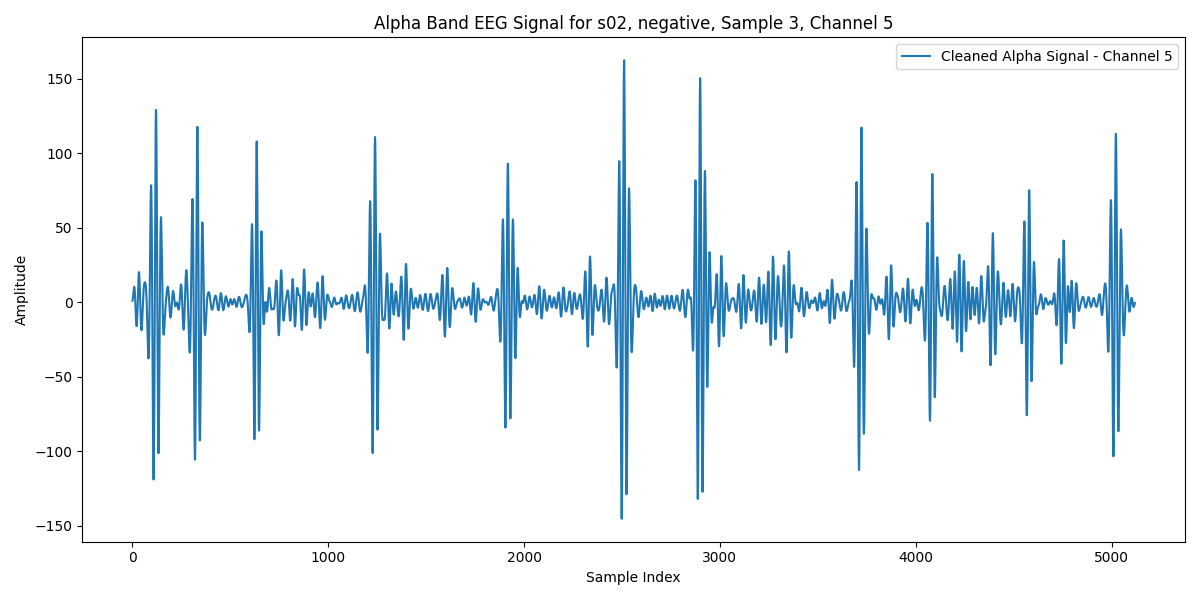 Alpha Band EEG Signal for s02, negative, Sample 3, Channel 5
Cleaned Alpha Signal - Channel 5
Amplitude
150
100
50
0
−50
−100
−150
0 1000 2000 3000 4000 5000
Sample Index